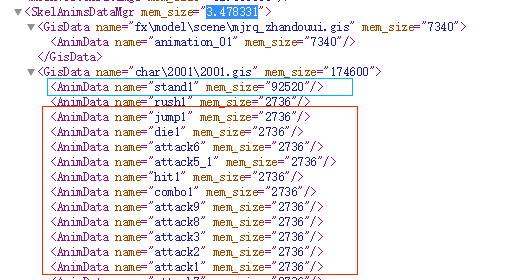 ▽<SkelAnimsDataMgr mem_size="3.478331">
▽<GisData name="fx\model\scene\mjrq_zhandouui.gis" mem_size="7340">
<AnimData name="animation_01" mem_size="7340"/>
</GisData>
▽<GisData name="char\2001\2001.gis" mem_size="174600">
<AnimData name="stand1" mem_size="92520"/>
<AnimData name="rush1" mem_size="2736"/>
<AnimData name="jump1" mem_size="2736"/>
<AnimData name="die1" mem_size="2736"/>
<AnimData name="attack6" mem_size="2736"/>
<AnimData name="attack5_1" mem_size="2736"/>
<AnimData name="hit1" mem_size="2736"/>
<AnimData name="combo1" mem_size="2736"/>
<AnimData name="attack9" mem_size="2736"/>
<AnimData name="attack8" mem_size="2736"/>
<AnimData name="attack3" mem_size="2736"/>
<AnimData name="attack2" mem_size="2736"/>
<AnimData name="attack1" mem_size="2736"/>